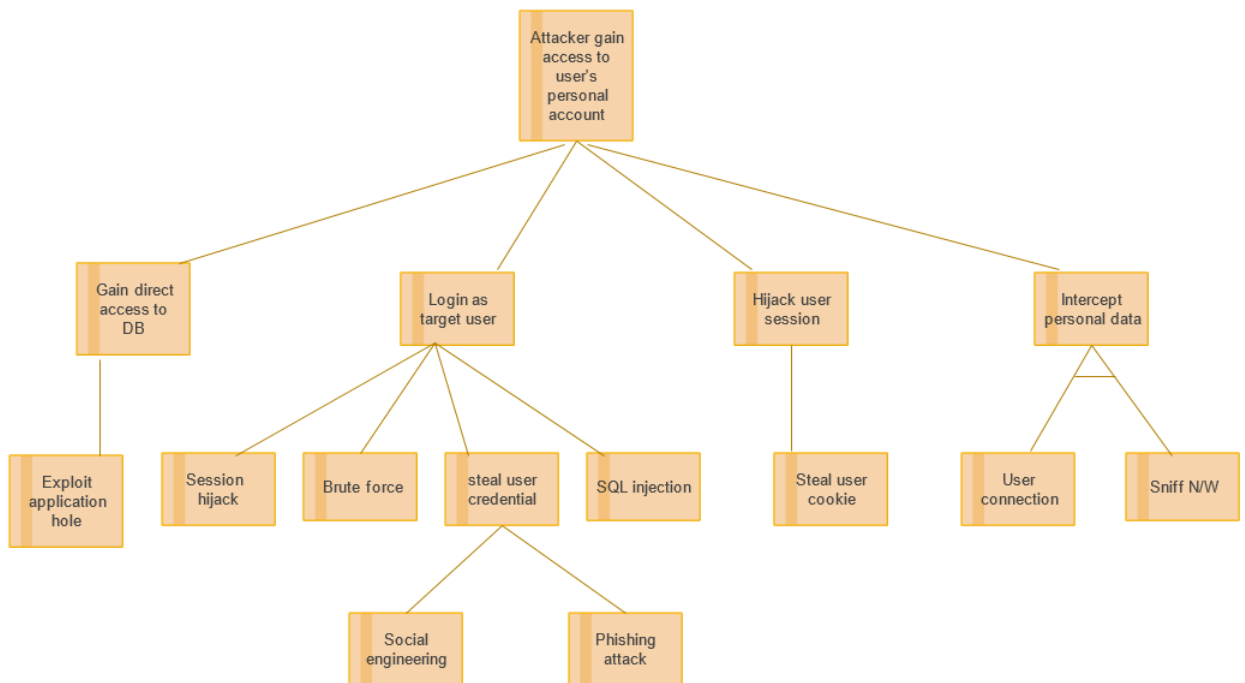 Attacker gain
access to
user's
personal
account
Gain direct
access to
DB
Login as
target user
Hijack user
session
Intercept
personal data
Exploit
application
hole
Session
hijack
Brute force
steal user
credential
SQL injection
Steal user
cookie
User
connection
Sniff N/W
Social
engineering
Phishing
attack